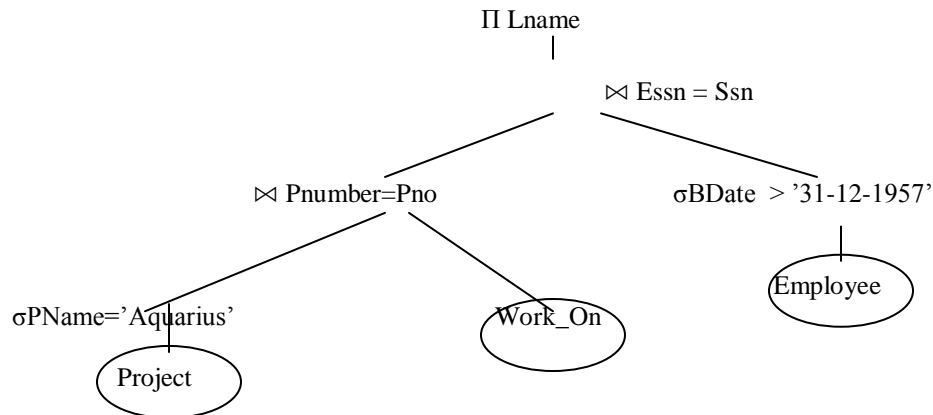 Π Lname
⋈ Essn = Ssn
⋈ Pnumber=Pno
σBDate > ’31-12-1957’
Employee
σPName=’Aquarius’
Work_On
Project